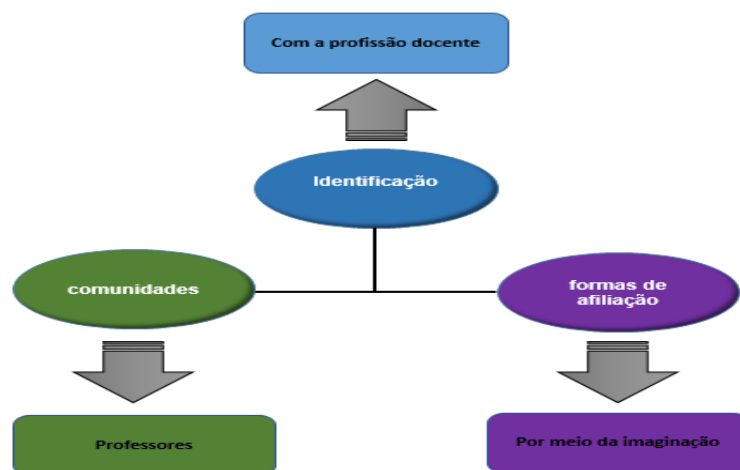 Com a profissão docente
Identificação
comunidades
formas de
afiliação
Professores
Por meio da imaginação